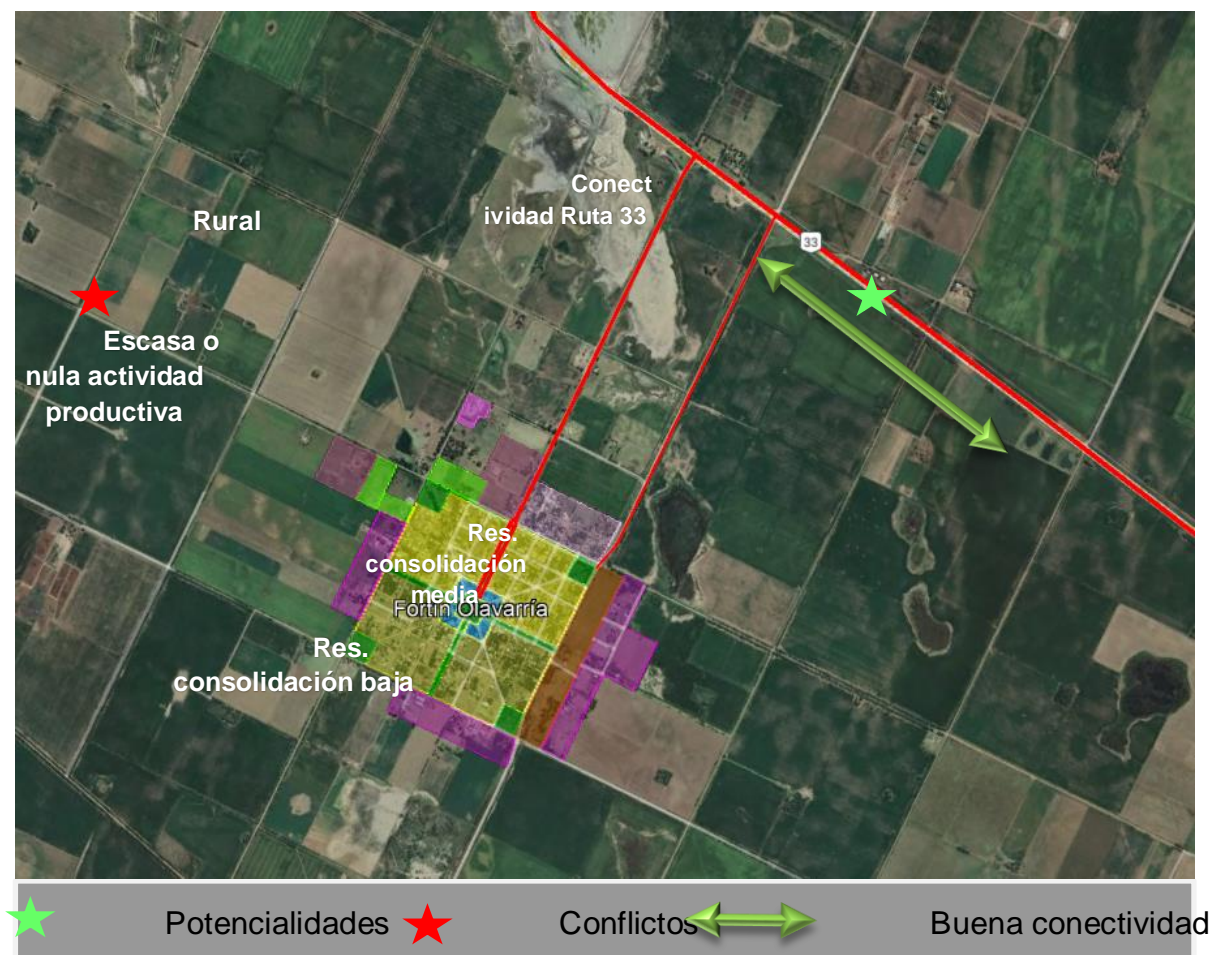 Conect
ividad Ruta 33
Rural
33
Escasa o
nula actividad
productiva
Res.
consolidación
media
Fortín Olavarría
Res.
consolidación baja
Potencialidades
Conflictos
Buena conectividad